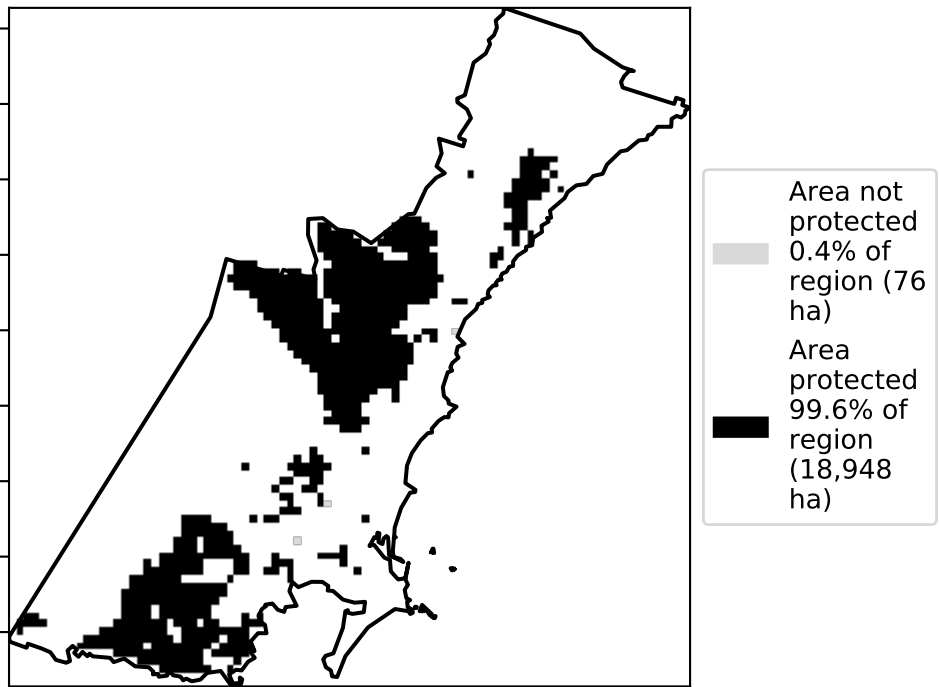 Area not
protected
0.4% of
region (76
ha)
Area
protected
99.6% of
region
(18,948
ha)